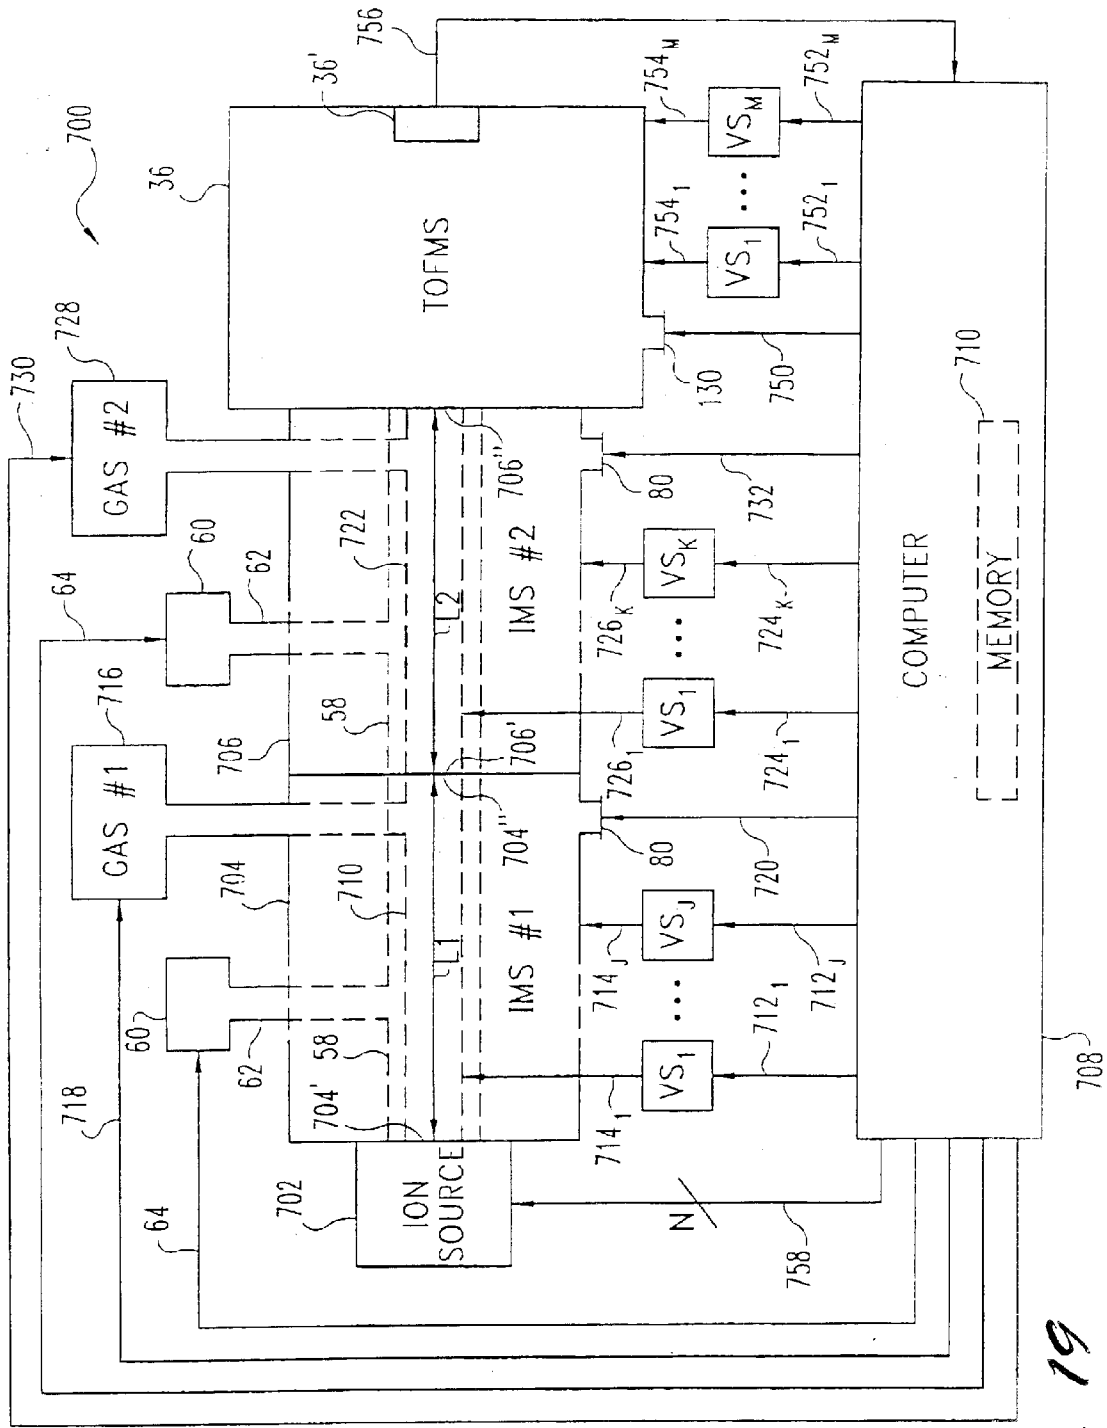 700
730
728
GAS #2
64
60
62
716
GAS #1
718
60
62
64
706
722
58
704
710
58
704'
702
ION
SOURCE
L1
IMS #1
704"
706'
L2
IMS #2
706"
36
36'
TOFMS
756
714₁
VS₁
712₁
714J
VSJ
712J
80
720
726₁
VS₁
724₁
726K
VSK
724K
80
732
130
750
754₁
VS₁
752₁
754M
VSM
752M
N
758
COMPUTER
710
MEMORY
708
19